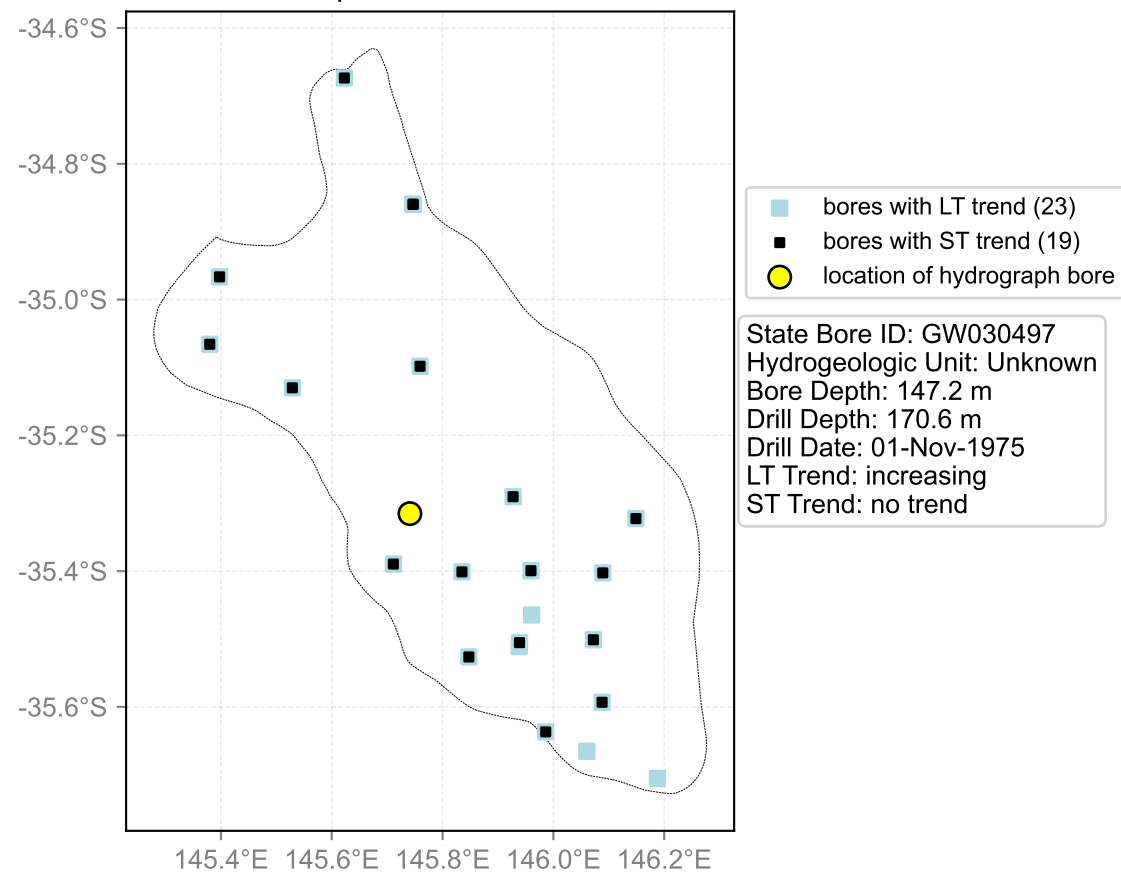 -34.6°S
-34.8°S
-35.0°S
-35.2°S
-35.4°S
-35.6°S
145.4°E 145.6°E 145.8°E 146.0°E 146.2°E
bores with LT trend (23)
bores with ST trend (19)
location of hydrograph bore
State Bore ID: GW030497
Hydrogeologic Unit: Unknown
Bore Depth: 147.2 m
Drill Depth: 170.6 m
Drill Date: 01-Nov-1975
LT Trend: increasing
ST Trend: no trend